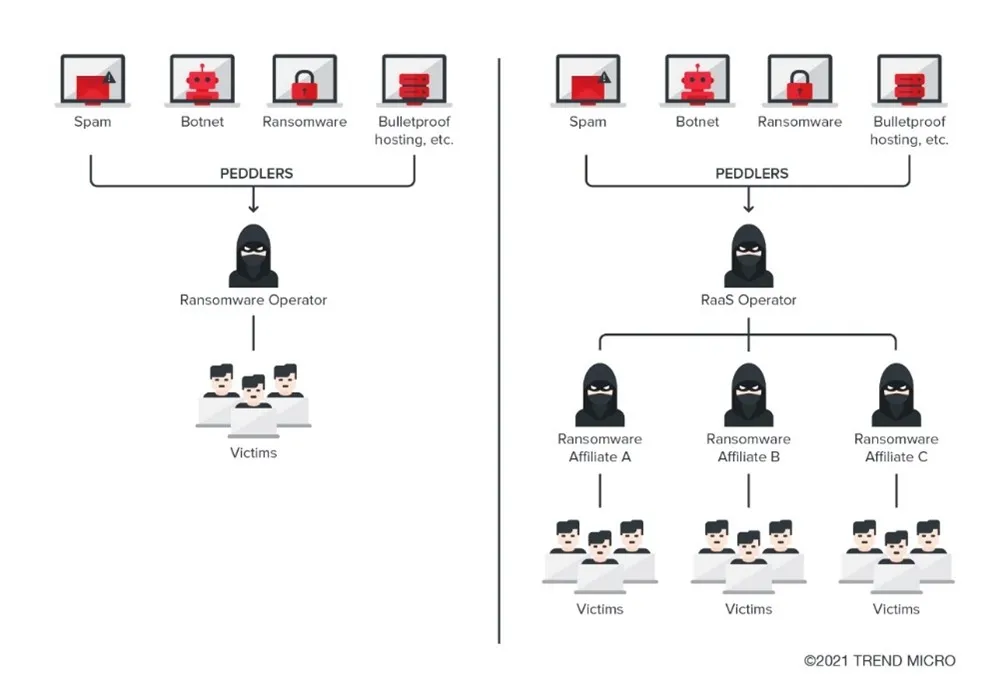 Spam
Botnet
Ransomware
Bulletproof
hosting, etc.
PEDDLERS
Ransomware Operator
Victims
Spam
Botnet
Ransomware
Bulletproof
hosting, etc.
PEDDLERS
RaaS Operator
Ransomware
Affiliate A
Ransomware
Affiliate B
Ransomware
Affiliate C
Victims
Victims
Victims
©2021 TREND MICRO